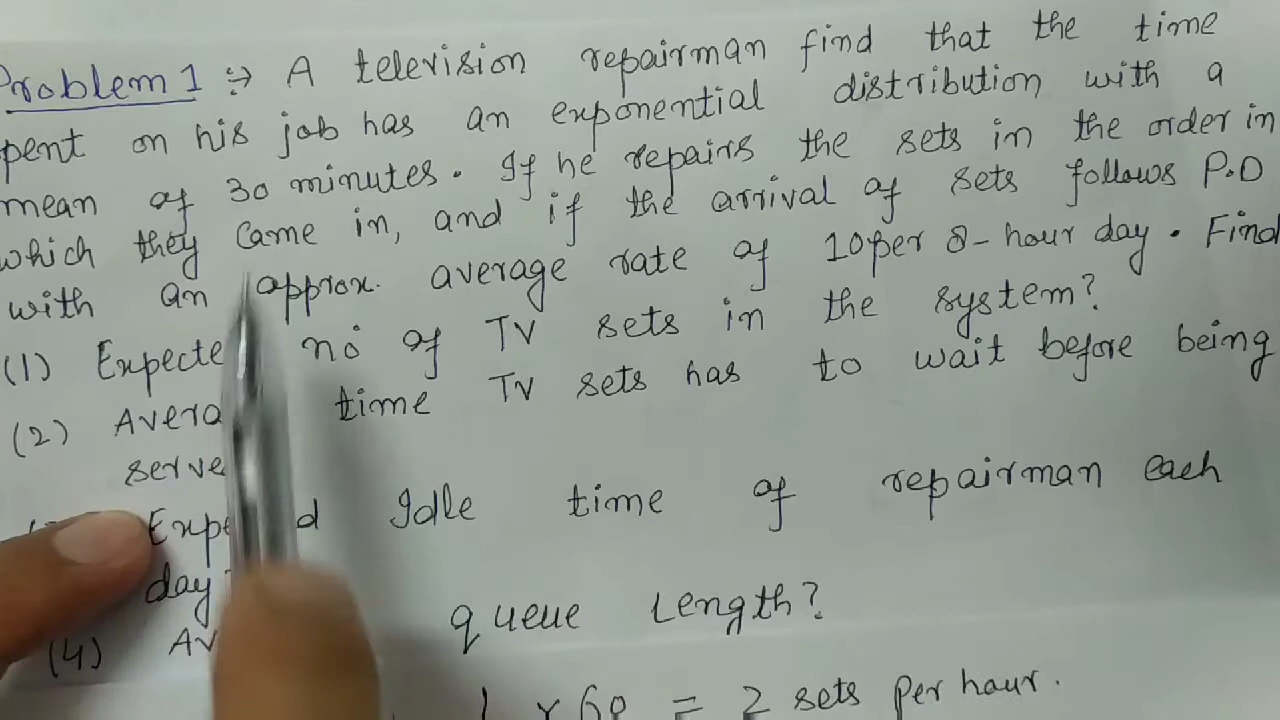 Problem 1 :→ A television repairman find that the time
pent on his job has an exponential distribution with a
mean of 30 minutes. If he repairs the sets in the order in
which they came in, and if the arrival of sets follows P.D
with an approx. average rate of 10 per 8-hour day. Find
(1) Expecte no of TV sets in the system?
(2) Avera time TV sets has to wait before being
serve
Expe d Idle time of repairman each
day
(4) Av queue Length?
1 x 60 = 2 sets Per hour.